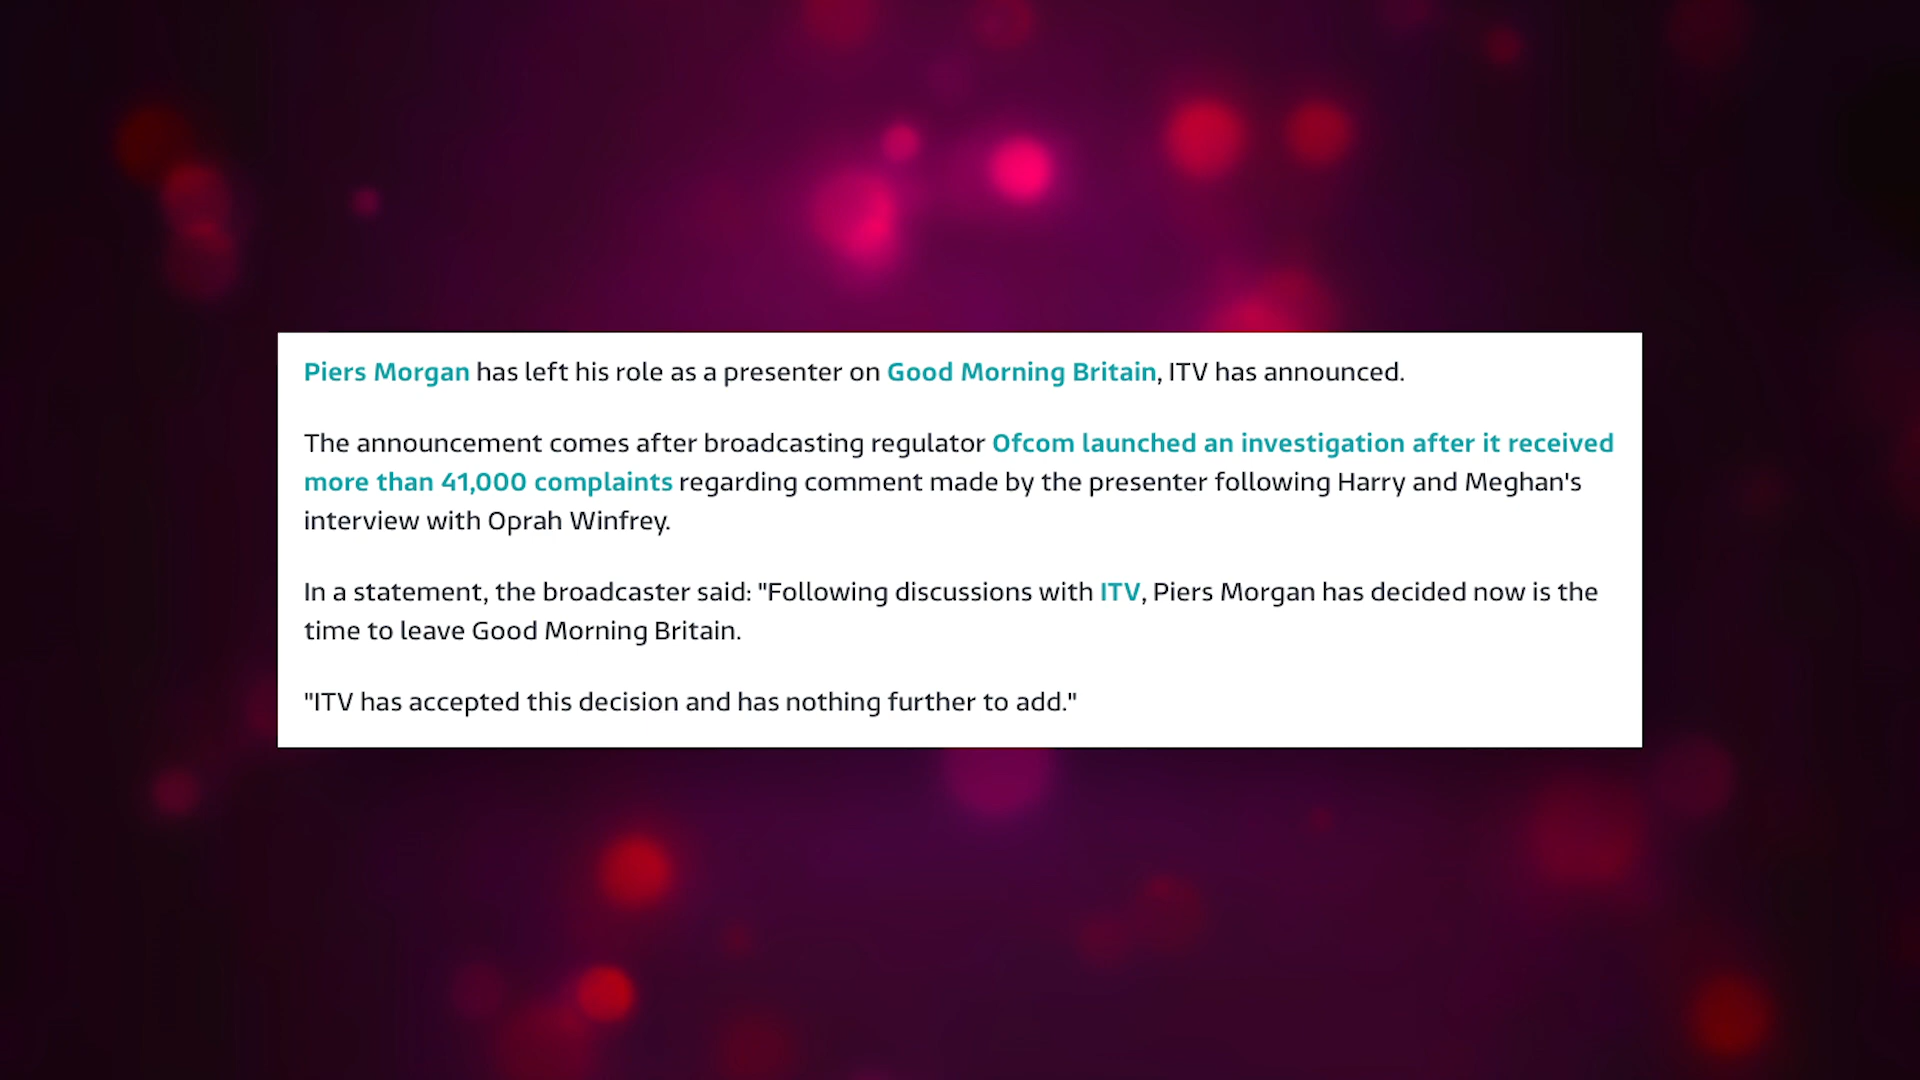 Piers Morgan has left his role as a presenter on Good Morning Britain, ITV has announced.
The announcement comes after broadcasting regulator Ofcom launched an investigation after it received
more than 41,000 complaints regarding comment made by the presenter following Harry and Meghan's
interview with Oprah Winfrey.
In a statement, the broadcaster said: "Following discussions with ITV, Piers Morgan has decided now is the
time to leave Good Morning Britain.
"ITV has accepted this decision and has nothing further to add."